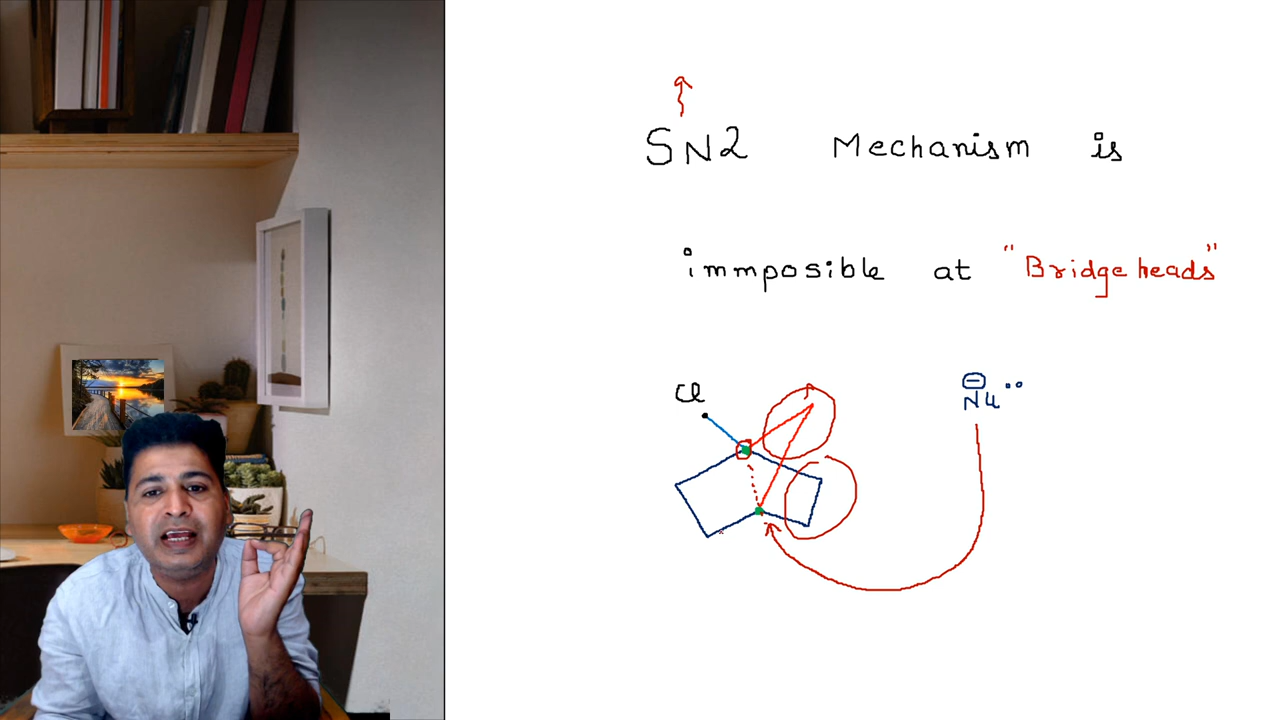 SN2 Mechanism is
immposible at "Bridgeheads"
Cl
⊖
Nu ••